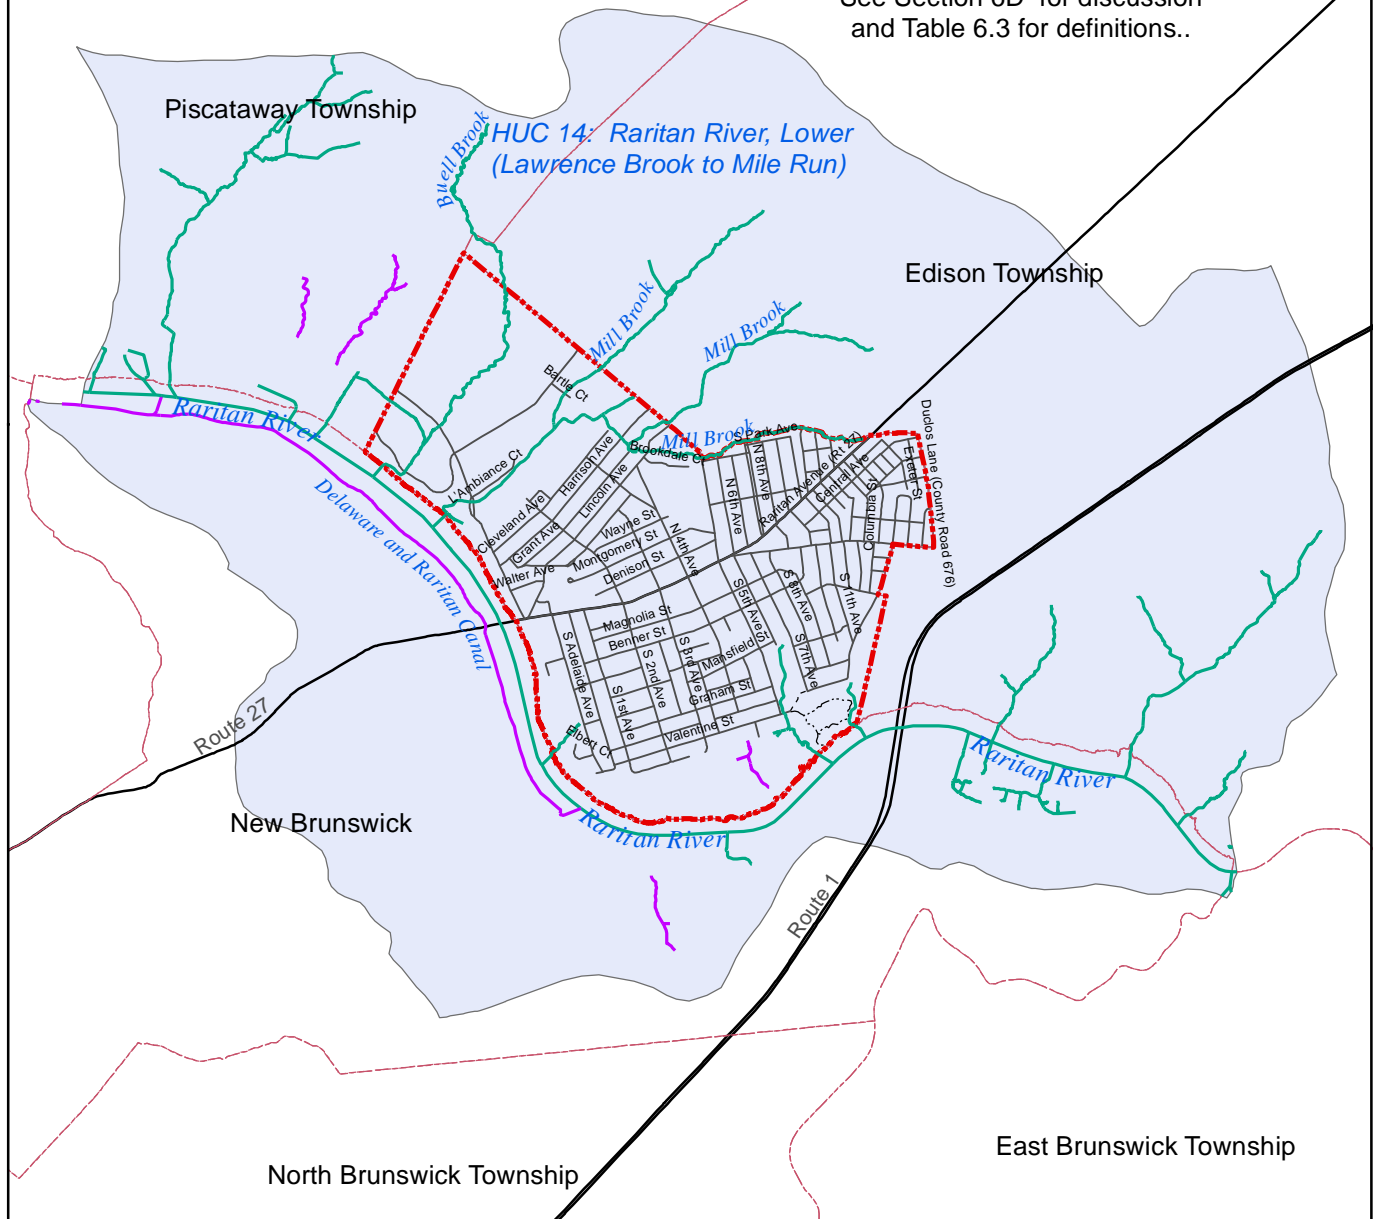 See Section 6D for discussion
and Table 6.3 for definitions..
Piscataway Township
Buell Brook
HUC 14: Raritan River, Lower
(Lawrence Brook to Mile Run)
Edison Township
Mill Brook
Mill Brook
Bartle Ct
Raritan River
Mill Brook
S Park Ave
Brookdale Ct
Duclos Lane (County Road 676)
Harrison Ave
Lincoln Ave
L'Ambiance Ct
Cleveland Ave
Grant Ave
Walter Ave
Wayne St
Montgomery St
Denison St
N 4th Ave
N 6th Ave
N 8th Ave
Raritan Avenue (Rt 27)
Central Ave
Columbia St
Exeter St
Delaware and Raritan Canal
Magnolia St
Benner St
S Adelaide Ave
S 1st Ave
S 2nd Ave
S 3rd Ave
Mansfield St
Graham St
Valentine St
S 5th Ave
S 7th Ave
S 8th Ave
S 11th Ave
Elbert Ct
Route 27
New Brunswick
Raritan River
Raritan River
Route 1
North Brunswick Township
East Brunswick Township